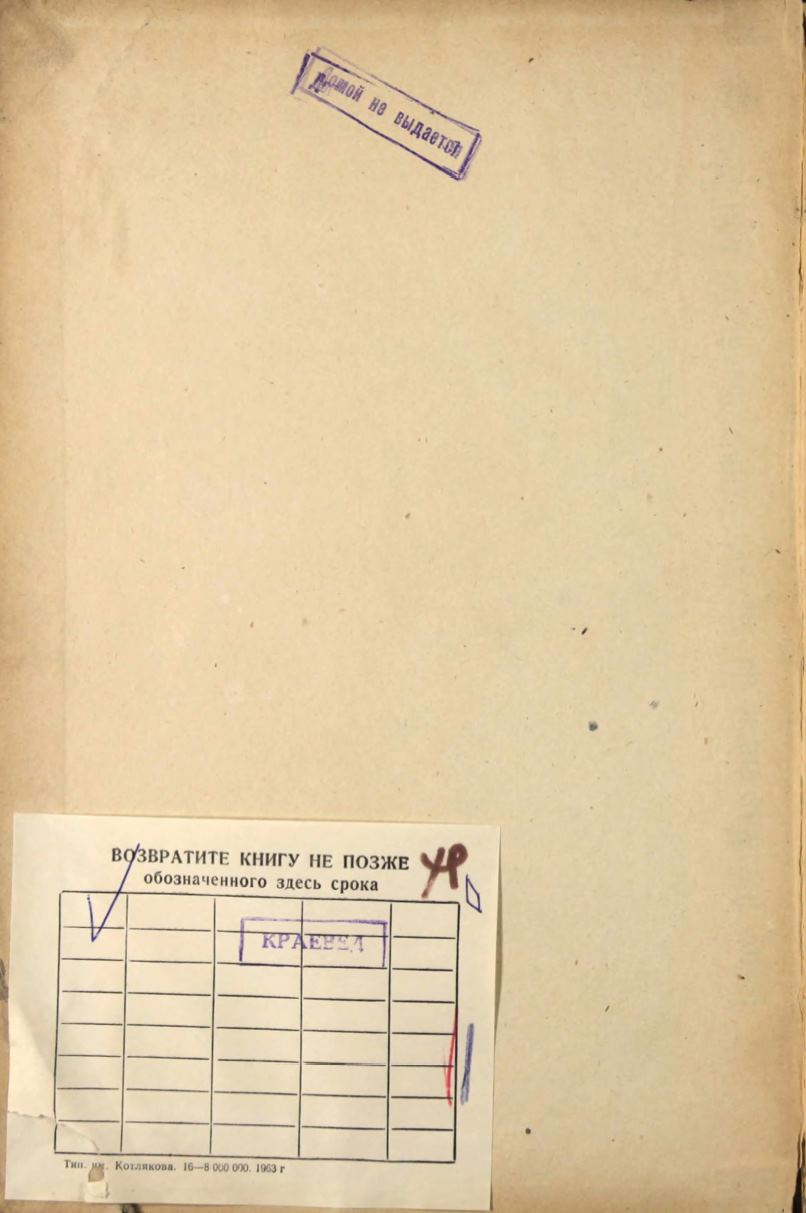 Домой не выдается
ВОЗВРАТИТЕ КНИГУ НЕ ПОЗЖЕ
обозначенного здесь срока
КРАЕВЕД
Тип. им. Котлякова. 16—8 000 000. 1963 г